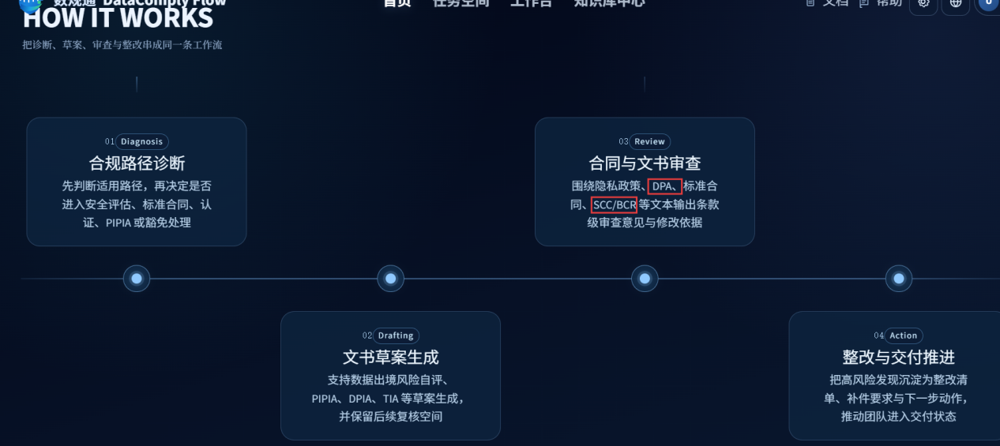 数观通 DataComply Flow
首页 任务空间 工作台 知识库中心
文档 帮助
HOW IT WORKS
把诊断、草案、审查与整改串成同一条工作流
01 Diagnosis
合规路径诊断
先判断适用路径，再决定是否
进入安全评估、标准合同、认
证、PIPIA 或豁免处理
03 Review
合同与文书审查
围绕隐私政策、DPA、标准合
同、SCC/BCR 等文本输出条款
级审查意见与修改依据
02 Drafting
文书草案生成
支持数据出境风险自评、
PIPIA、DPIA、TIA 等草案生成，
并保留后续复核空间
04 Action
整改与交付推进
把高风险发现沉淀为整改清
单、补件要求与下一步动作，
推动团队进入交付状态